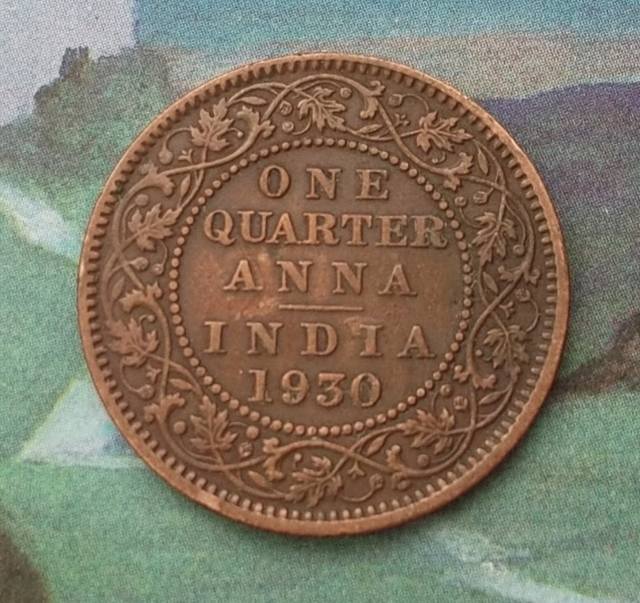 ONE
QUARTER
ANNA
INDIA
1930